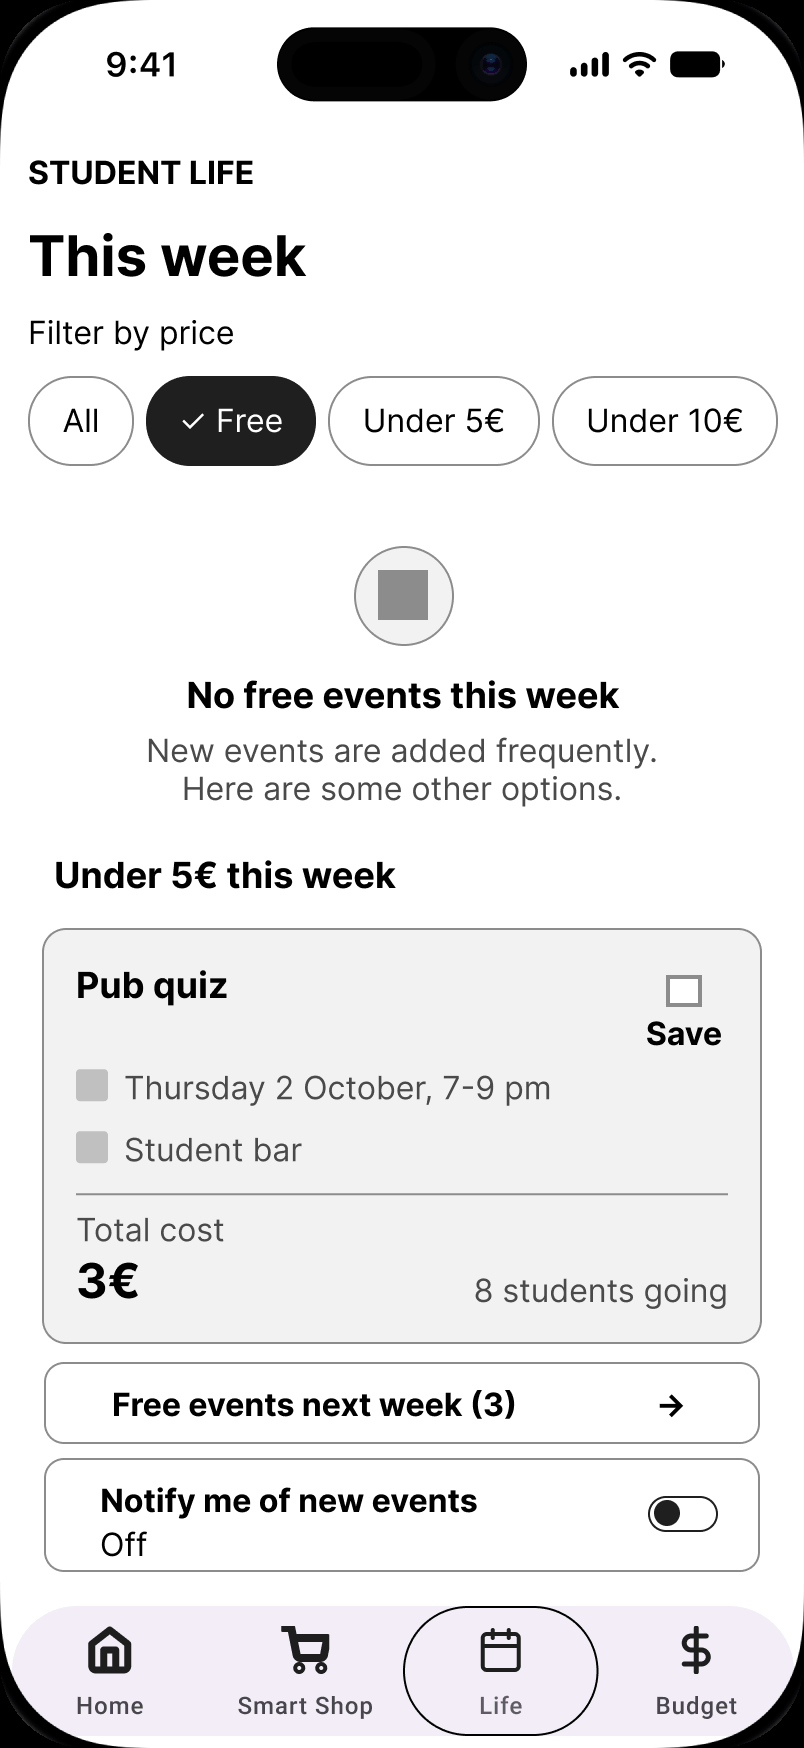 9:41
STUDENT LIFE
This week
Filter by price
All
✓ Free
Under 5€
Under 10€
No free events this week
New events are added frequently.
Here are some other options.
Under 5€ this week
Pub quiz
Save
Thursday 2 October, 7-9 pm
Student bar
Total cost
3€
8 students going
Free events next week (3) →
Notify me of new events
Off
Home
Smart Shop
Life
Budget